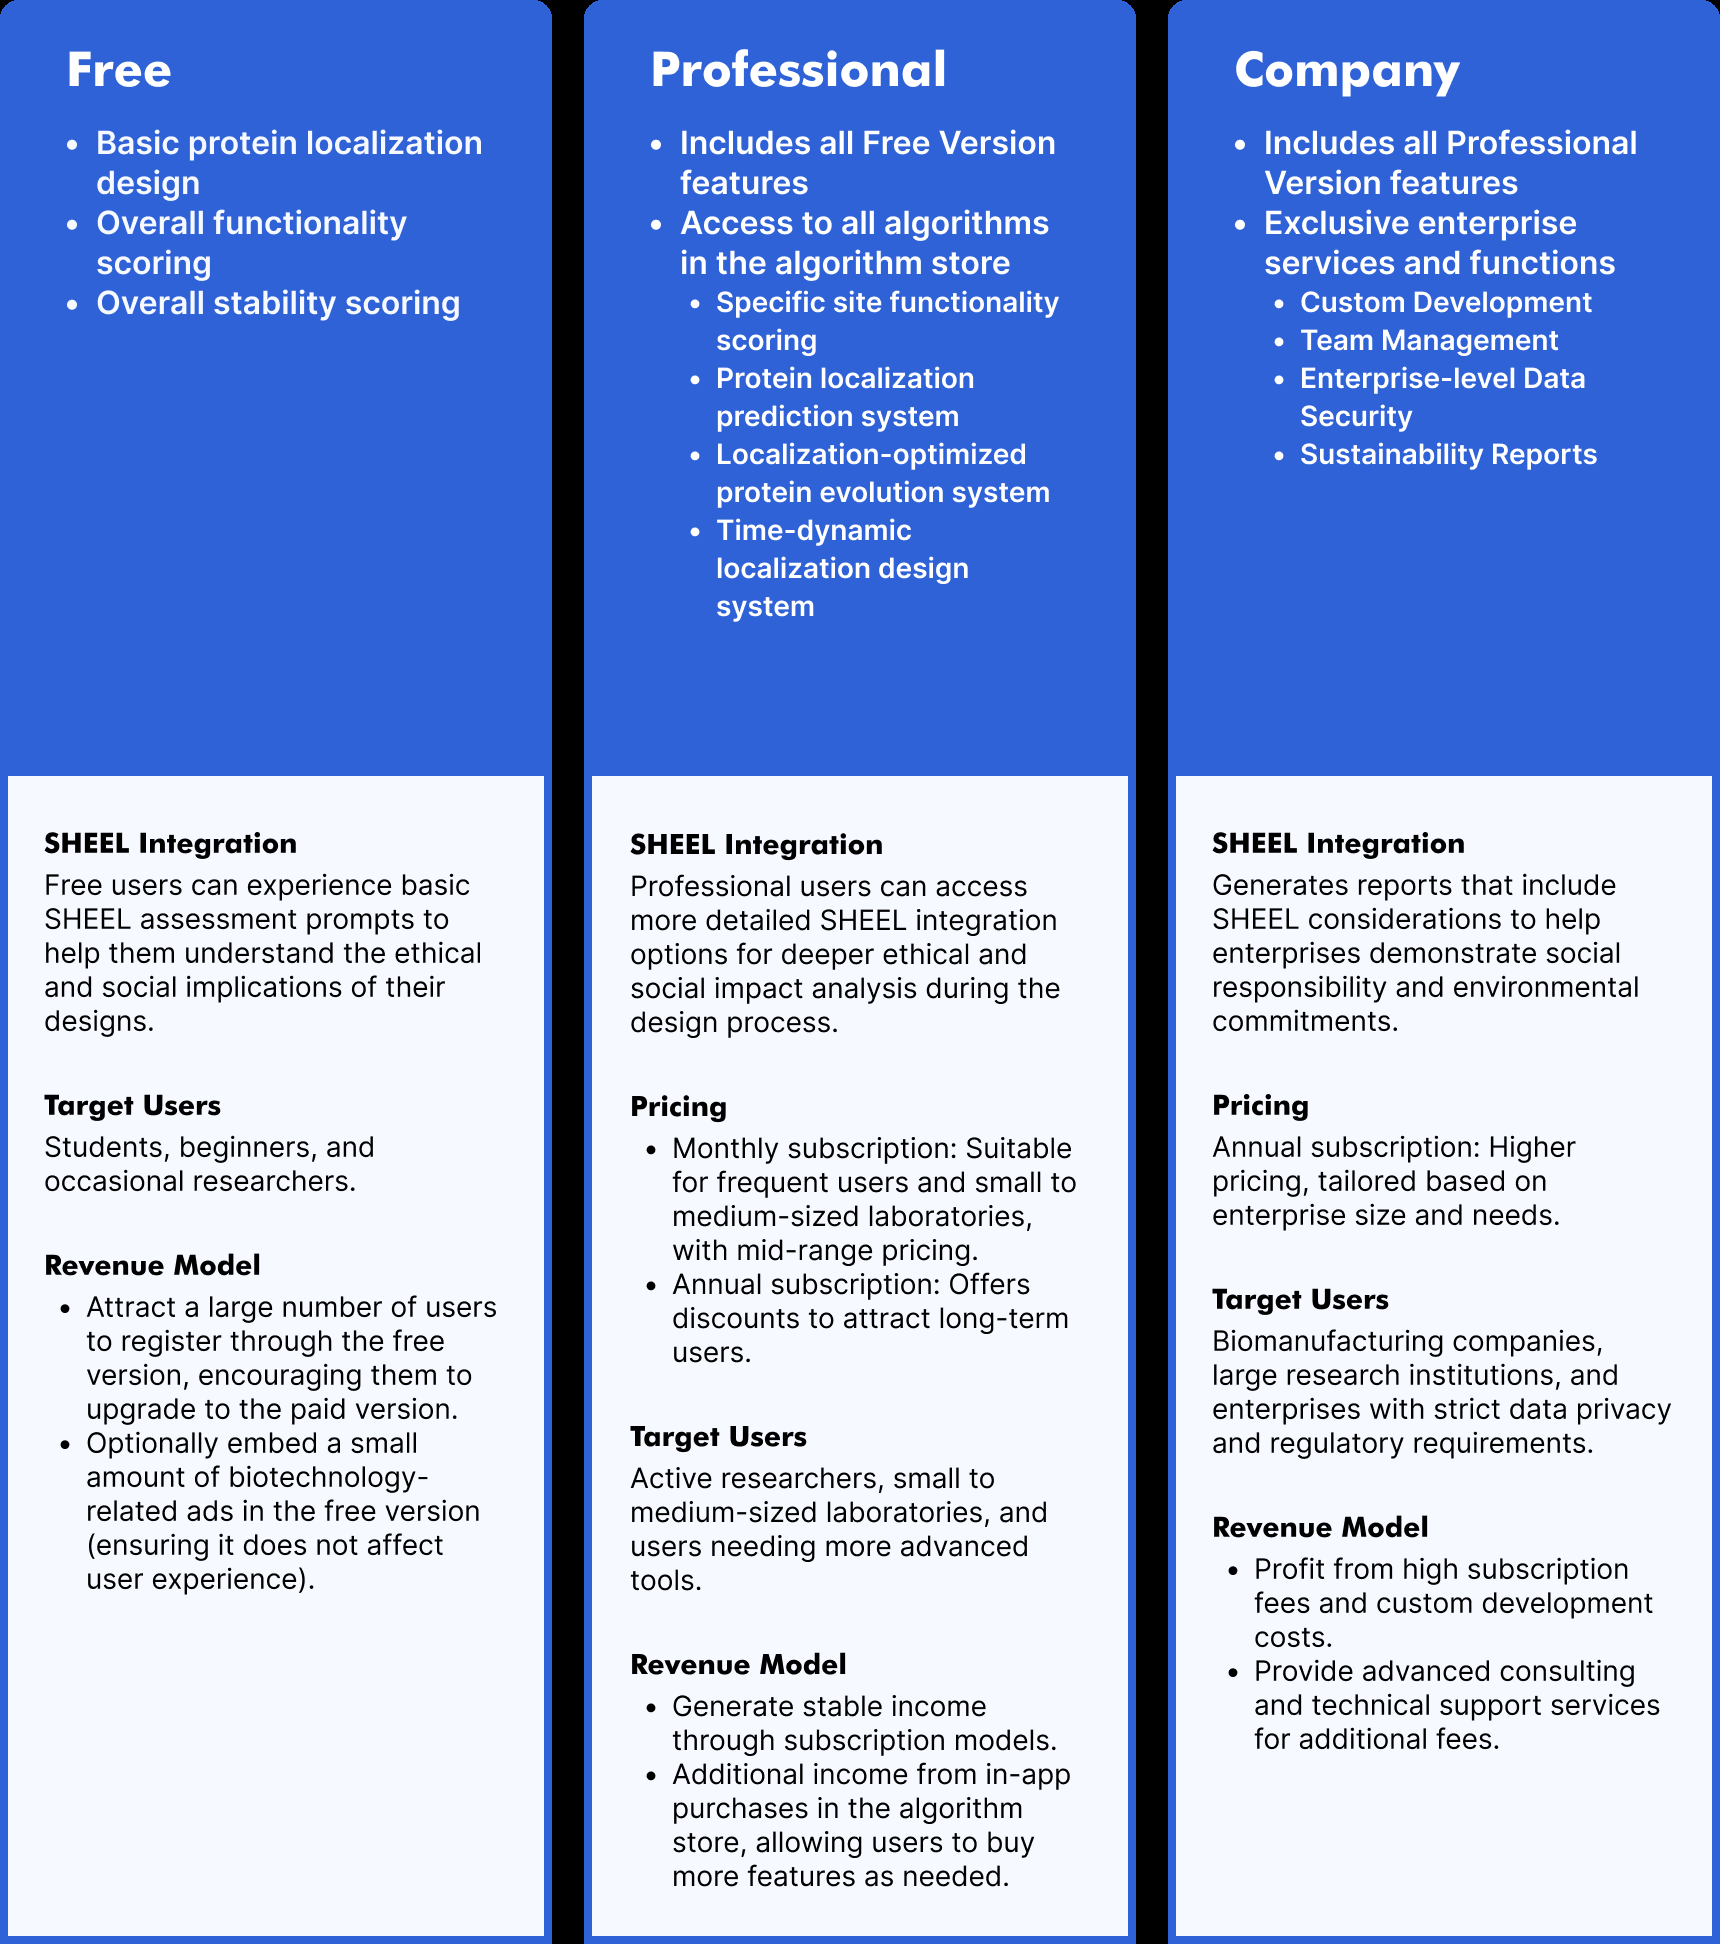 Free
• Basic protein localization
design
• Overall functionality
scoring
• Overall stability scoring
SHEEL Integration
Free users can experience basic
SHEEL assessment prompts to
help them understand the ethical
and social implications of their
designs.
Target Users
Students, beginners, and
occasional researchers.
Revenue Model
• Attract a large number of users
to register through the free
version, encouraging them to
upgrade to the paid version.
• Optionally embed a small
amount of biotechnology-
related ads in the free version
(ensuring it does not affect
user experience).
Professional
• Includes all Free Version
features
• Access to all algorithms
in the algorithm store
• Specific site functionality
scoring
• Protein localization
prediction system
• Localization-optimized
protein evolution system
• Time-dynamic
localization design
system
SHEEL Integration
Professional users can access
more detailed SHEEL integration
options for deeper ethical and
social impact analysis during the
design process.
Pricing
• Monthly subscription: Suitable
for frequent users and small to
medium-sized laboratories,
with mid-range pricing.
• Annual subscription: Offers
discounts to attract long-term
users.
Target Users
Active researchers, small to
medium-sized laboratories, and
users needing more advanced
tools.
Revenue Model
• Generate stable income
through subscription models.
• Additional income from in-app
purchases in the algorithm
store, allowing users to buy
more features as needed.
Company
• Includes all Professional
Version features
• Exclusive enterprise
services and functions
• Custom Development
• Team Management
• Enterprise-level Data
Security
• Sustainability Reports
SHEEL Integration
Generates reports that include
SHEEL considerations to help
enterprises demonstrate social
responsibility and environmental
commitments.
Pricing
Annual subscription: Higher
pricing, tailored based on
enterprise size and needs.
Target Users
Biomanufacturing companies,
large research institutions, and
enterprises with strict data privacy
and regulatory requirements.
Revenue Model
• Profit from high subscription
fees and custom development
costs.
• Provide advanced consulting
and technical support services
for additional fees.